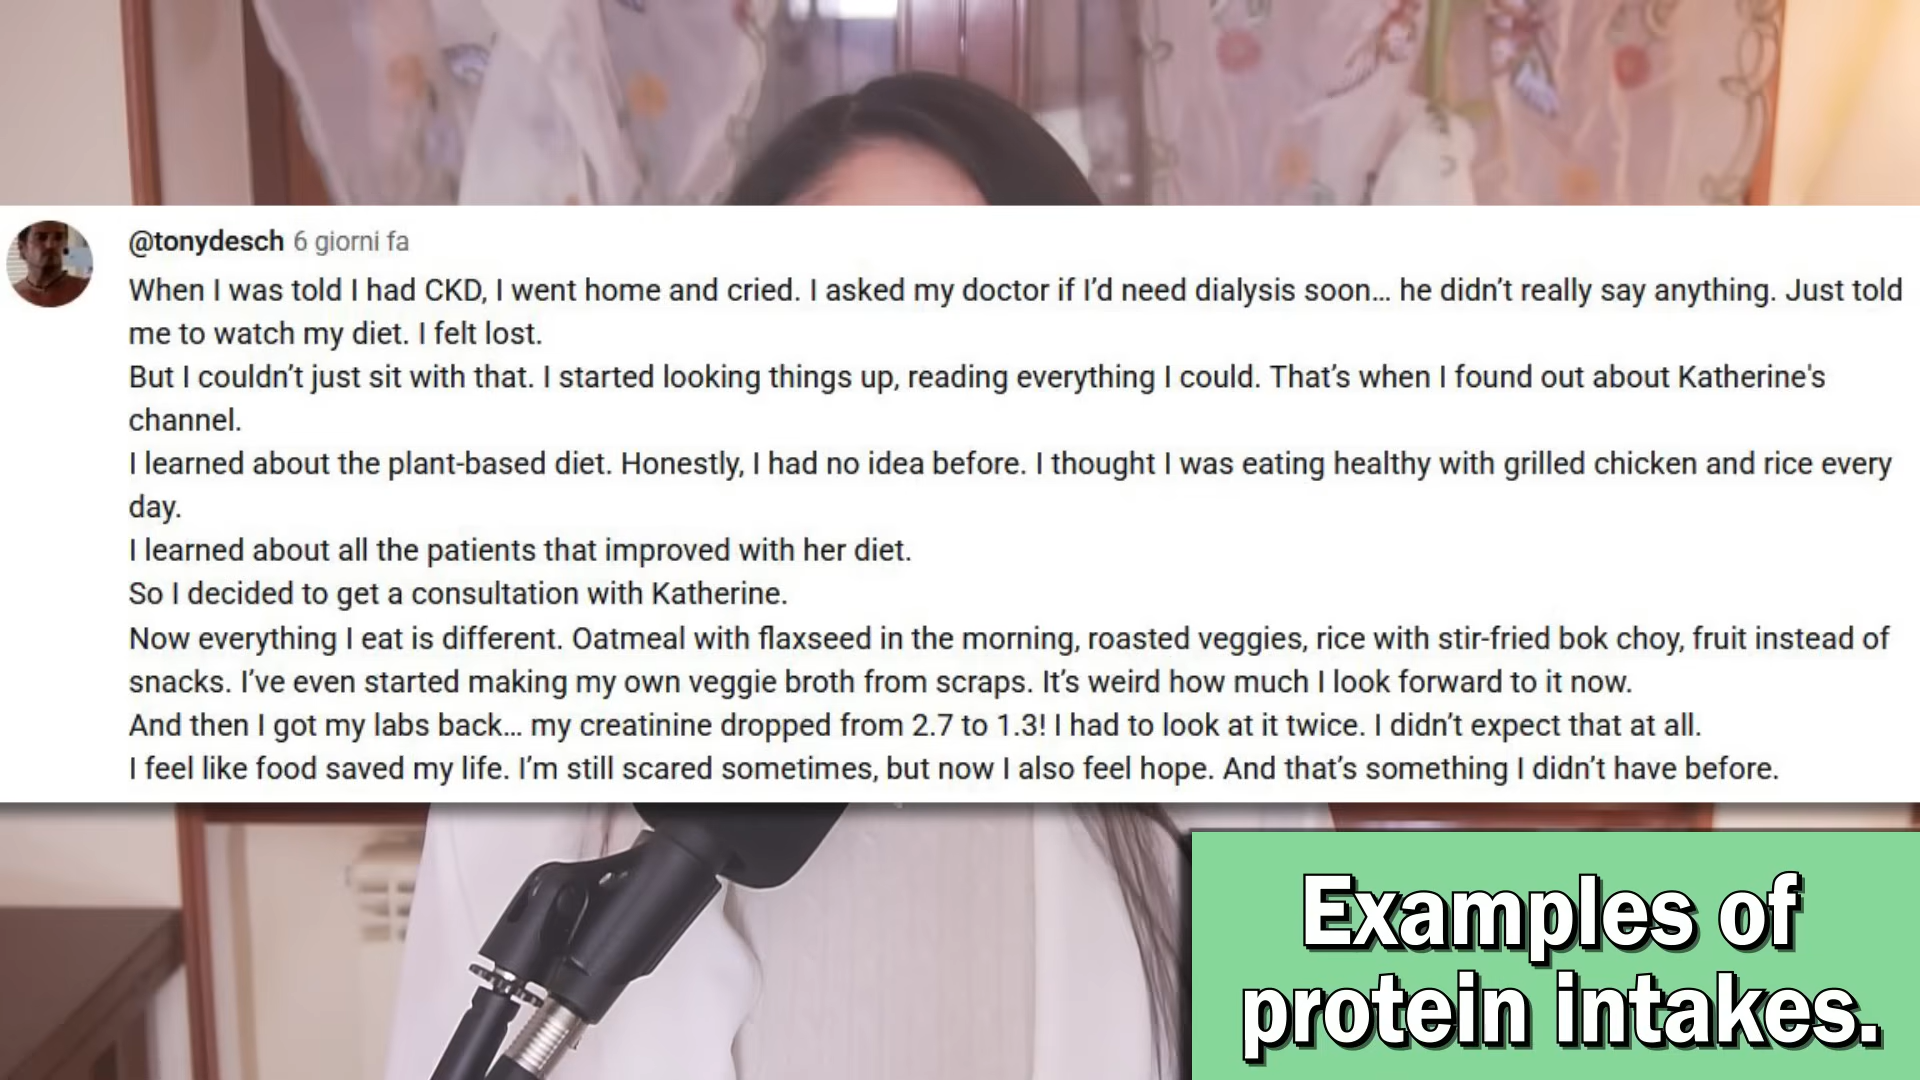 @tonydesch 6 giorni fa
When I was told I had CKD, I went home and cried. I asked my doctor if I’d need dialysis soon… he didn’t really say anything. Just told
me to watch my diet. I felt lost.
But I couldn’t just sit with that. I started looking things up, reading everything I could. That’s when I found out about Katherine's
channel.
I learned about the plant-based diet. Honestly, I had no idea before. I thought I was eating healthy with grilled chicken and rice every
day.
I learned about all the patients that improved with her diet.
So I decided to get a consultation with Katherine.
Now everything I eat is different. Oatmeal with flaxseed in the morning, roasted veggies, rice with stir-fried bok choy, fruit instead of
snacks. I’ve even started making my own veggie broth from scraps. It’s weird how much I look forward to it now.
And then I got my labs back… my creatinine dropped from 2.7 to 1.3! I had to look at it twice. I didn’t expect that at all.
I feel like food saved my life. I’m still scared sometimes, but now I also feel hope. And that’s something I didn’t have before.
Examples of
protein intakes.